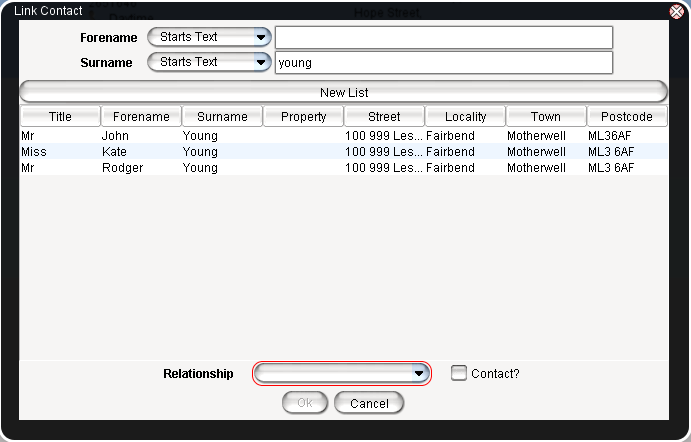 Link Contact
Hope Street
Forename Starts Text
Surname Starts Text young
New List
Title Forename Surname Property Street Locality Town Postcode
Mr John Young 100 999 Les... Fairbend Motherwell ML36AF
Miss Kate Young 100 999 Les... Fairbend Motherwell ML3 6AF
Mr Rodger Young 100 999 Les... Fairbend Motherwell ML3 6AF
Relationship Contact?
Ok Cancel